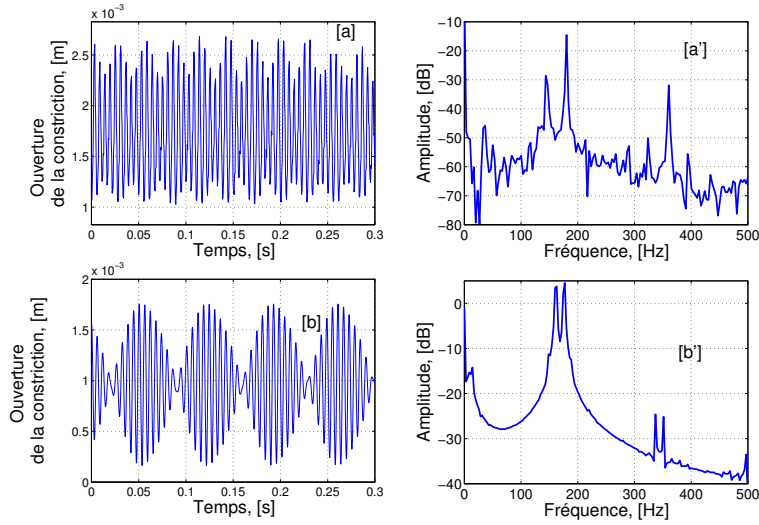 x 10⁻³
[a]
2.5
2
1.5
1
0 0.05 0.1 0.15 0.2 0.25 0.3
Temps, [s]
Ouverture
de la constriction, [m]
−10
−20
−30
−40
−50
−60
−70
−80
[a']
0 100 200 300 400 500
Fréquence, [Hz]
Amplitude, [dB]
x 10⁻³
2
1.5
1
0.5
0
[b]
0 0.05 0.1 0.15 0.2 0.25 0.3
Temps, [s]
Ouverture
de la constriction, [m]
0
−10
−20
−30
−40
[b']
0 100 200 300 400 500
Fréquence, [Hz]
Amplitude, [dB]